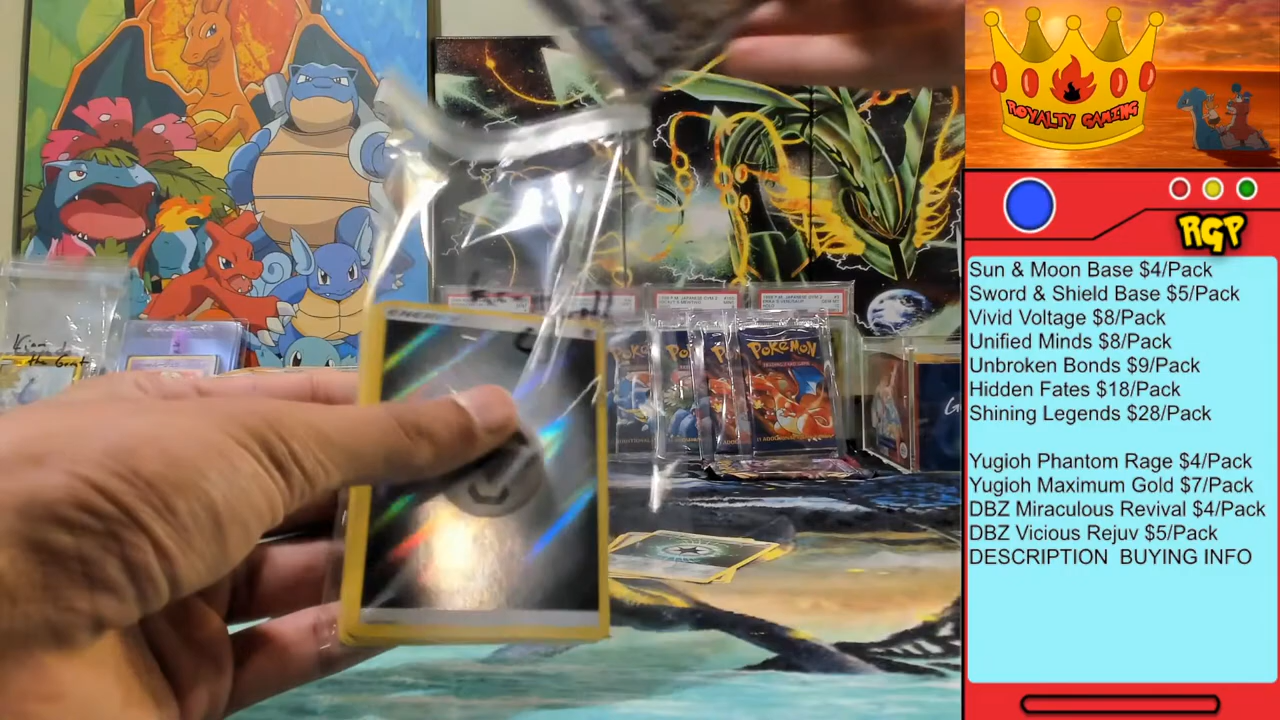 ROYALTY GAMING
RGP
Sun & Moon Base $4/Pack
Sword & Shield Base $5/Pack
Vivid Voltage $8/Pack
Unified Minds $8/Pack
Unbroken Bonds $9/Pack
Hidden Fates $18/Pack
Shining Legends $28/Pack
Yugioh Phantom Rage $4/Pack
Yugioh Maximum Gold $7/Pack
DBZ Miraculous Revival $4/Pack
DBZ Vicious Rejuv $5/Pack
DESCRIPTION BUYING INFO
POKéMON
the Great